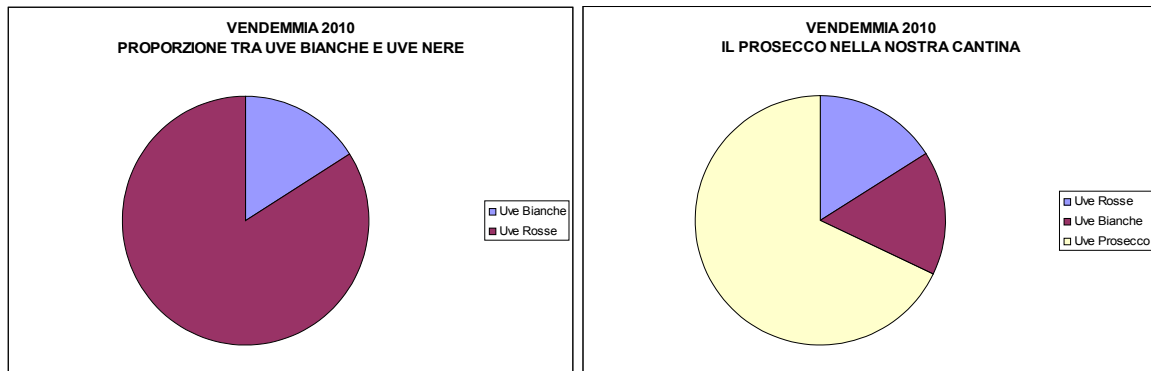 VENDEMMIA 2010
PROPORZIONE TRA UVE BIANCHE E UVE NERE
Uve Bianche
Uve Rosse
VENDEMMIA 2010
IL PROSECCO NELLA NOSTRA CANTINA
Uve Rosse
Uve Bianche
Uve Prosecco